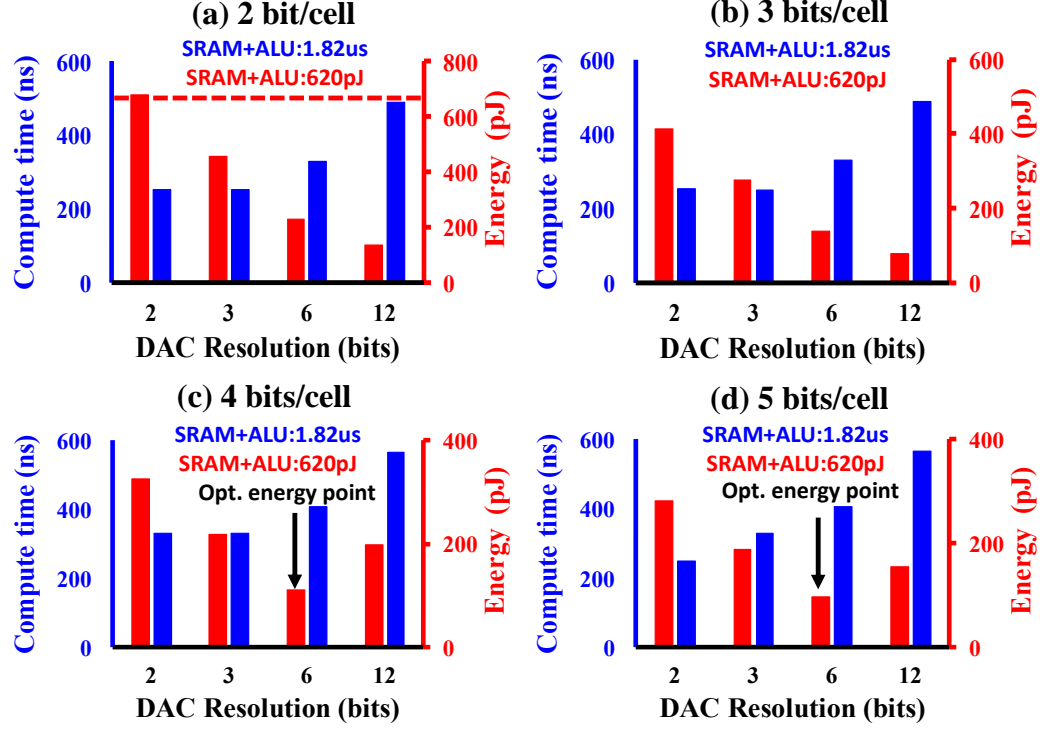 (a) 2 bit/cell
SRAM+ALU:1.82us
SRAM+ALU:620pJ
Compute time (ns)
600
400
200
0
800
600
400
200
0
Energy (pJ)
2 3 6 12
DAC Resolution (bits)
(b) 3 bits/cell
SRAM+ALU:1.82us
SRAM+ALU:620pJ
Compute time (ns)
600
400
200
0
600
400
200
0
Energy (pJ)
2 3 6 12
DAC Resolution (bits)
(c) 4 bits/cell
SRAM+ALU:1.82us
SRAM+ALU:620pJ
Opt. energy point
Compute time (ns)
600
400
200
0
400
200
0
Energy (pJ)
2 3 6 12
DAC Resolution (bits)
(d) 5 bits/cell
SRAM+ALU:1.82us
SRAM+ALU:620pJ
Opt. energy point
Compute time (ns)
600
400
200
0
400
200
0
Energy (pJ)
2 3 6 12
DAC Resolution (bits)